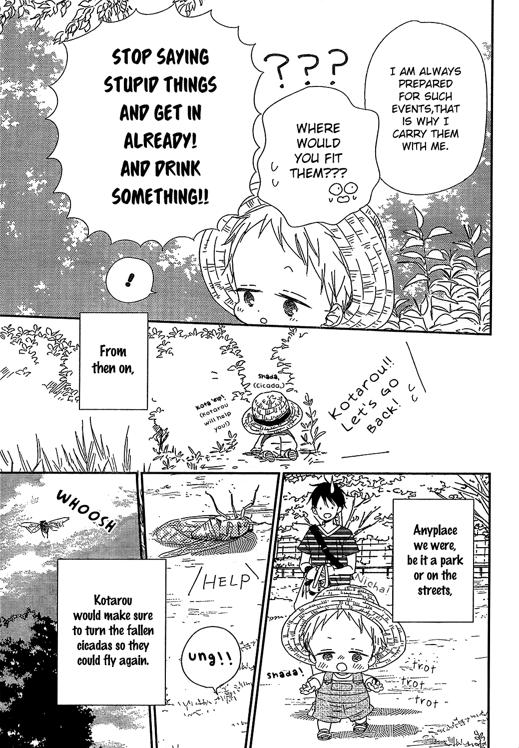 I AM ALWAYS
PREPARED
FOR SUCH
EVENTS,THAT
IS WHY I
CARRY THEM
WITH ME.
???
WHERE
WOULD
YOU FIT
THEM???
STOP SAYING
STUPID THINGS
AND GET IN
ALREADY!
AND DRINK
SOMETHING!!
!
From
then on,
Kotarou!!
Let's Go
Back!
shada.
(Cicada.)
(Kotarou
will help
you!)
Anyplace
we were,
be it a park
or on the
streets,
shada!
trot
trot
trot
HELP
ung!!
WHOOSH
Kotarou
would make sure
to turn the fallen
cicadas so they
could fly again.